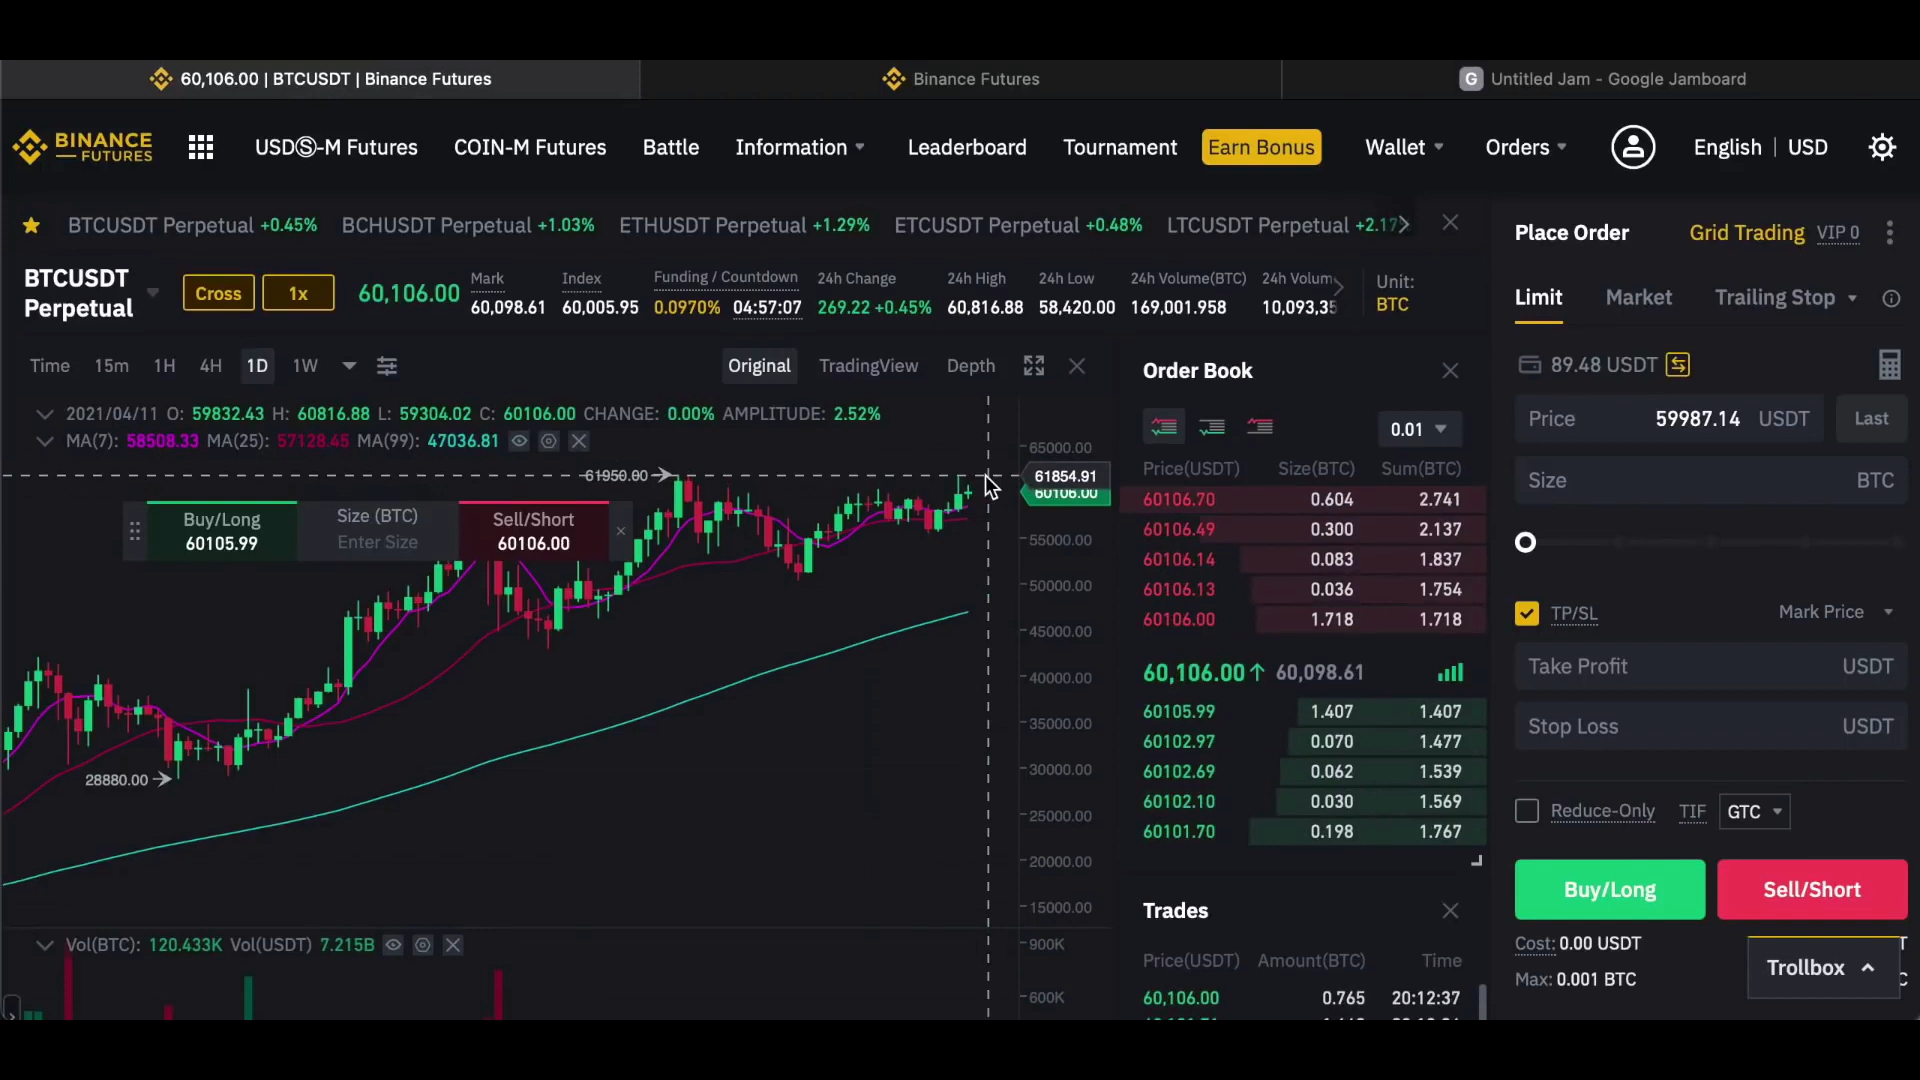 60,106.00 | BTCUSDT | Binance Futures
Binance Futures
G Untitled Jam - Google Jamboard
BINANCE
FUTURES
USDⓈ-M Futures
COIN-M Futures
Battle
Information
Leaderboard
Tournament
Earn Bonus
Wallet
Orders
English
USD
BTCUSDT Perpetual +0.45%
BCHUSDT Perpetual +1.03%
ETHUSDT Perpetual +1.29%
ETCUSDT Perpetual +0.48%
LTCUSDT Perpetual +2.17
BTCUSDT
Perpetual
Cross
1x
60,106.00
Mark
60,098.61
Index
60,005.95
Funding / Countdown
0.0970% 04:57:07
24h Change
269.22 +0.45%
24h High
60,816.88
24h Low
58,420.00
24h Volume(BTC)
169,001.958
24h Volum
10,093,35
Unit:
BTC
Time
15m
1H
4H
1D
1W
Original
TradingView
Depth
2021/04/11 O: 59832.43 H: 60816.88 L: 59304.02 C: 60106.00 CHANGE: 0.00% AMPLITUDE: 2.52%
MA(7): 58508.33 MA(25): 57128.45 MA(99): 47036.81
61950.00
Buy/Long
60105.99
Size (BTC)
Enter Size
Sell/Short
60106.00
28880.00
65000.00
61854.91
60106.00
55000.00
50000.00
45000.00
40000.00
35000.00
30000.00
25000.00
20000.00
15000.00
Vol(BTC): 120.433K Vol(USDT) 7.215B
900K
600K
Order Book
0.01
Price(USDT) Size(BTC) Sum(BTC)
60106.70 0.604 2.741
60106.49 0.300 2.137
60106.14 0.083 1.837
60106.13 0.036 1.754
60106.00 1.718 1.718
60,106.00 60,098.61
60105.99 1.407 1.407
60102.97 0.070 1.477
60102.69 0.062 1.539
60102.10 0.030 1.569
60101.70 0.198 1.767
Trades
Price(USDT) Amount(BTC) Time
60,106.00 0.765 20:12:37
Place Order
Grid Trading
VIP 0
Limit
Market
Trailing Stop
89.48 USDT
Price 59987.14 USDT
Last
Size BTC
TP/SL
Mark Price
Take Profit USDT
Stop Loss USDT
Reduce-Only
TIF
GTC
Buy/Long
Sell/Short
Cost: 0.00 USDT
Max: 0.001 BTC
Trollbox